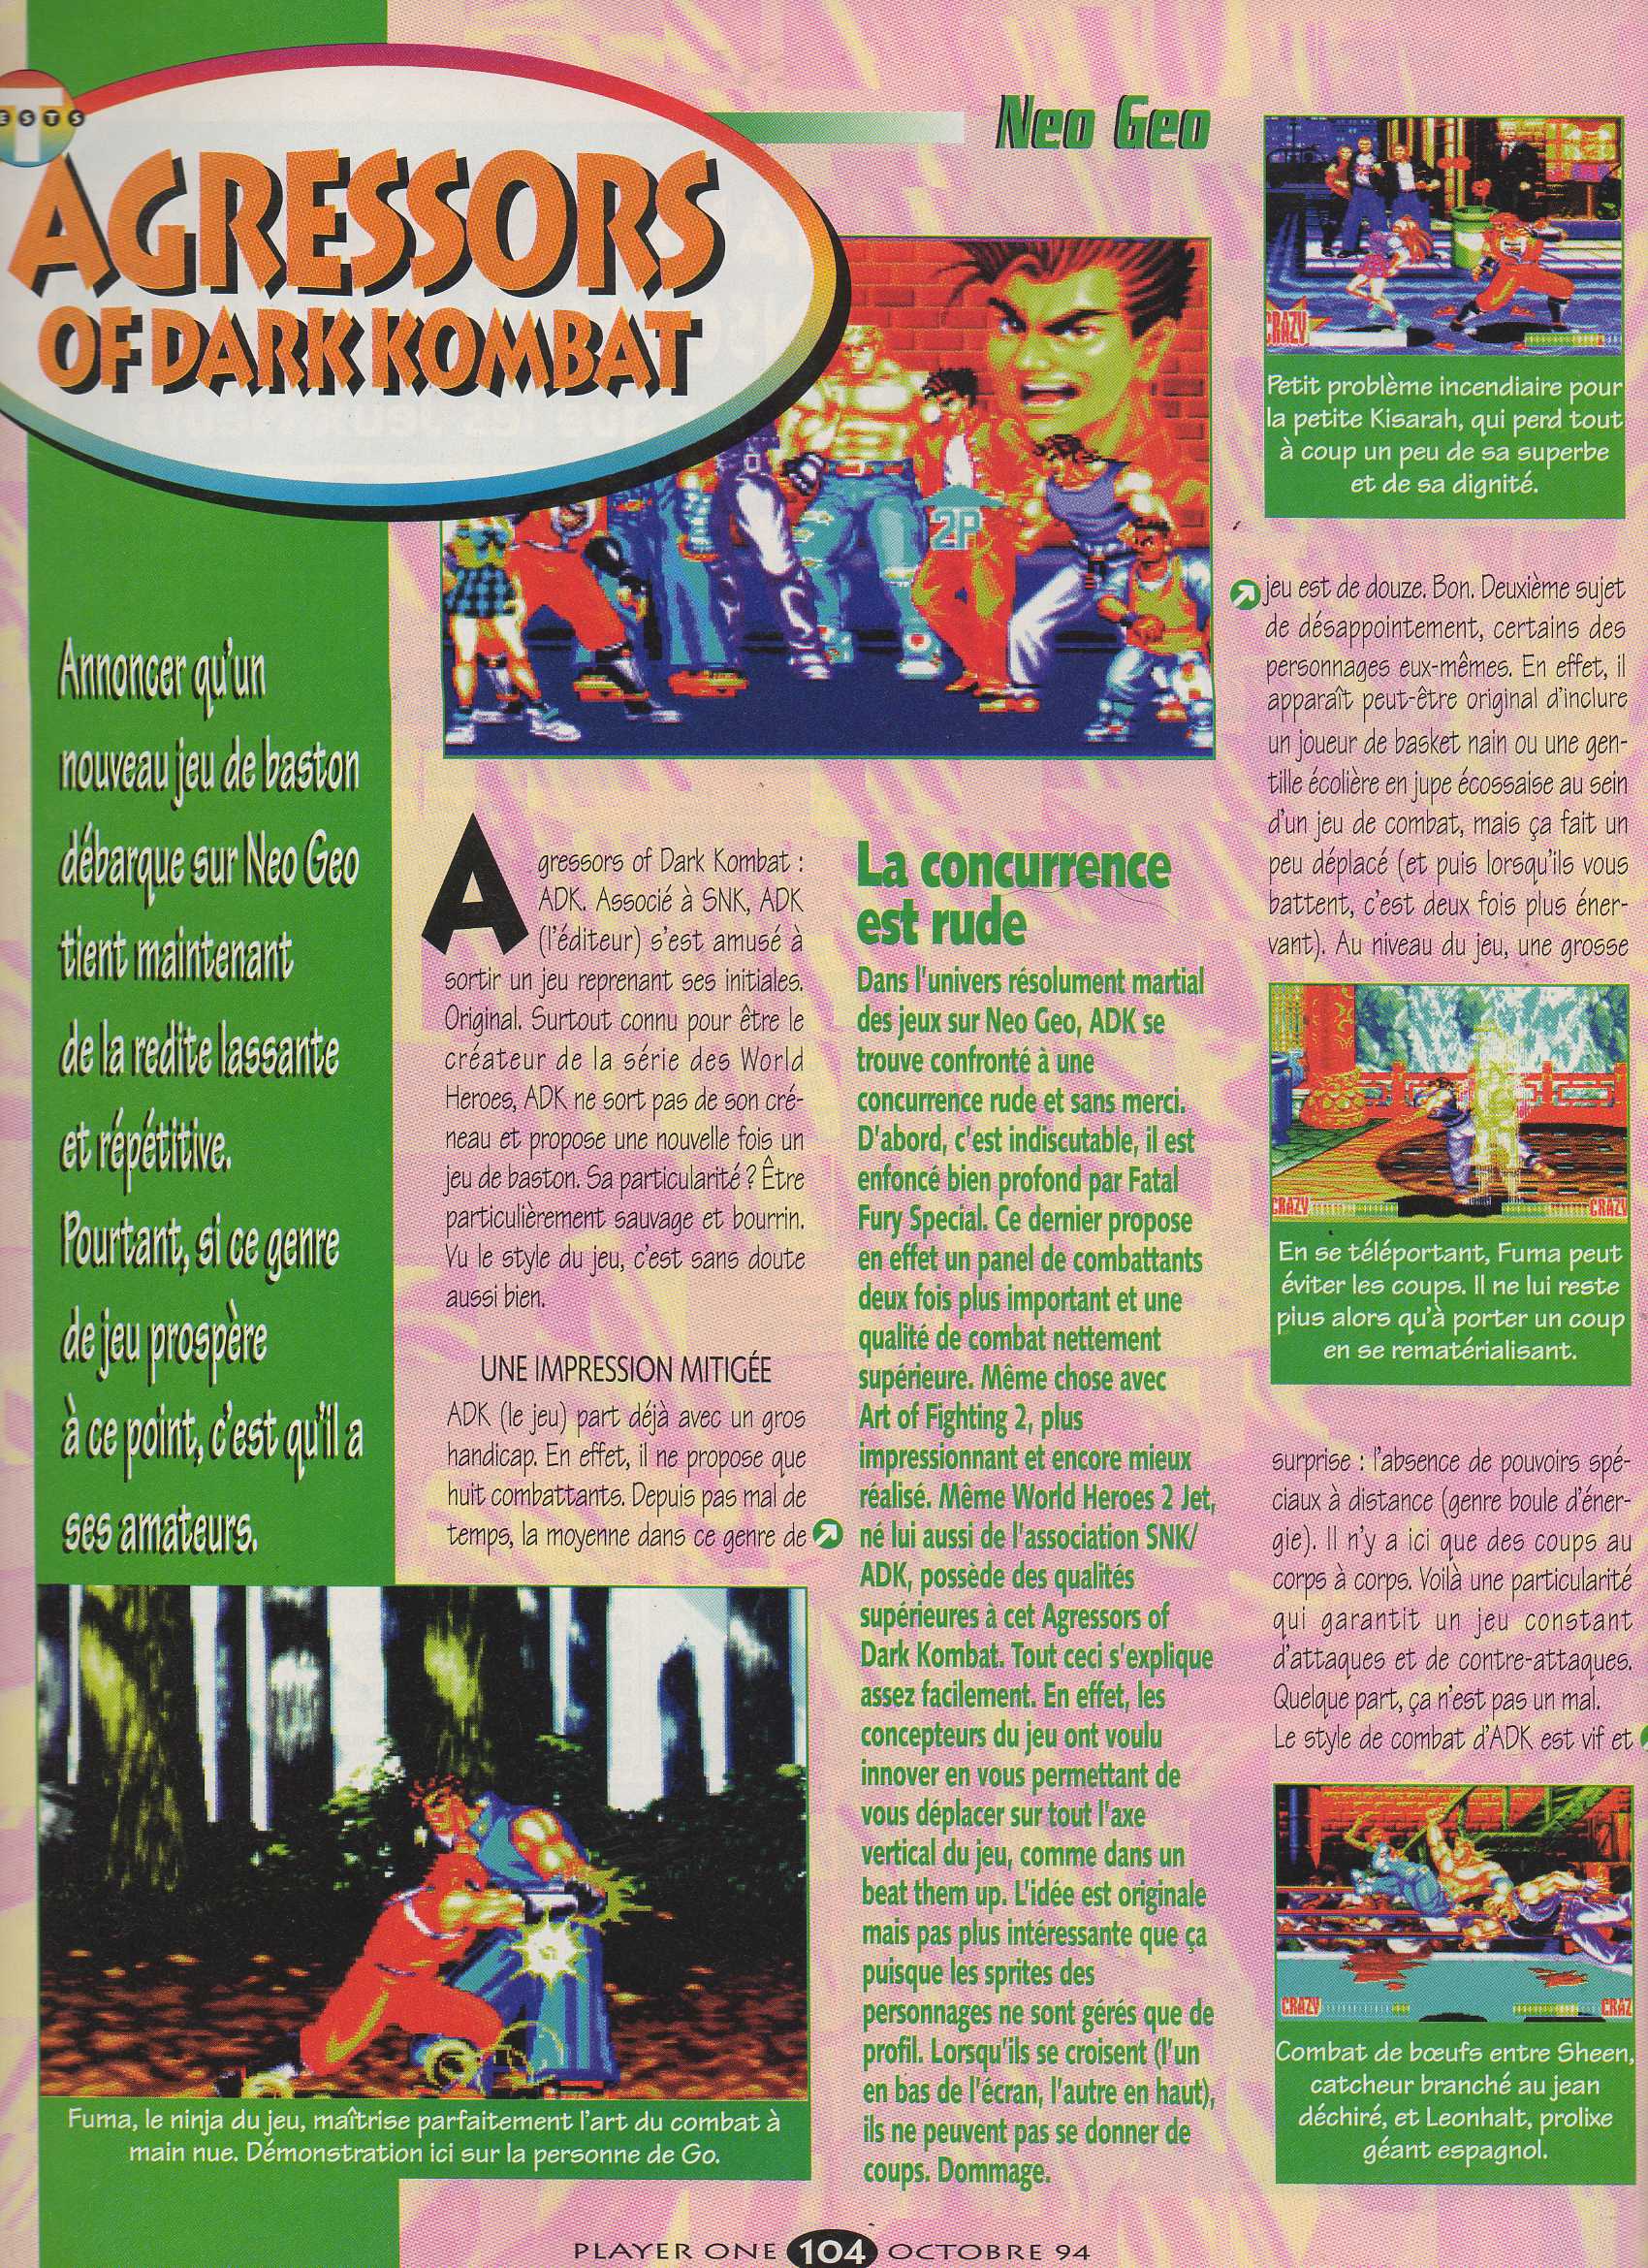 TESTS
AGRESSORS
OF DARK KOMBAT
Neo Geo
2P
Annoncer qu'un
nouveau jeu de baston
débarque sur Neo Geo
tient maintenant
de la redite lassante
et répétitive.
Pourtant, si ce genre
de jeu prospère
à ce point, c'est qu'il a
ses amateurs.
Agressors of Dark Kombat :
ADK. Associé à SNK, ADK
(l'éditeur) s'est amusé à
sortir un jeu reprenant ses initiales.
Original. Surtout connu pour être le
créateur de la série des World
Heroes, ADK ne sort pas de son cré-
neau et propose une nouvelle fois un
jeu de baston. Sa particularité ? Être
particulièrement sauvage et bourrin.
Vu le style du jeu, c'est sans doute
aussi bien.
UNE IMPRESSION MITIGÉE
ADK (le jeu) part déjà avec un gros
handicap. En effet, il ne propose que
huit combattants. Depuis pas mal de
temps, la moyenne dans ce genre de
Fuma, le ninja du jeu, maîtrise parfaitement l'art du combat à
main nue. Démonstration ici sur la personne de Go.
La concurrence
est rude
Dans l'univers résolument martial
des jeux sur Neo Geo, ADK se
trouve confronté à une
concurrence rude et sans merci.
D'abord, c'est indiscutable, il est
enfoncé bien profond par Fatal
Fury Special. Ce dernier propose
en effet un panel de combattants
deux fois plus important et une
qualité de combat nettement
supérieure. Même chose avec
Art of Fighting 2, plus
impressionnant et encore mieux
réalisé. Même World Heroes 2 Jet,
né lui aussi de l'association SNK/
ADK, possède des qualités
supérieures à cet Agressors of
Dark Kombat. Tout ceci s'explique
assez facilement. En effet, les
concepteurs du jeu ont voulu
innover en vous permettant de
vous déplacer sur tout l'axe
vertical du jeu, comme dans un
beat them up. L'idée est originale
mais pas plus intéressante que ça
puisque les sprites des
personnages ne sont gérés que de
profil. Lorsqu'ils se croisent (l'un
en bas de l'écran, l'autre en haut),
ils ne peuvent pas se donner de
coups. Dommage.
CRAZY
Petit problème incendiaire pour
la petite Kisarah, qui perd tout
à coup un peu de sa superbe
et de sa dignité.
jeu est de douze. Bon. Deuxième sujet
de désappointement, certains des
personnages eux-mêmes. En effet, il
apparaît peut-être original d'inclure
un joueur de basket nain ou une gen-
tille écolière en jupe écossaise au sein
d'un jeu de combat, mais ça fait un
peu déplacé (et puis lorsqu'ils vous
battent, c'est deux fois plus éner-
vant). Au niveau du jeu, une grosse
CRAZY CRAZY
En se téléportant, Fuma peut
éviter les coups. Il ne lui reste
plus alors qu'à porter un coup
en se rematérialisant.
surprise : l'absence de pouvoirs spé-
ciaux à distance (genre boule d'éner-
gie). Il n'y a ici que des coups au
corps à corps. Voilà une particularité
qui garantit un jeu constant
d'attaques et de contre-attaques.
Quelque part, ça n'est pas un mal.
Le style de combat d'ADK est vif et
CRAZY CRAZ
Combat de bœufs entre Sheen,
catcheur branché au jean
déchiré, et Leonhalt, prolixe
géant espagnol.
PLAYER ONE 104 OCTOBRE 94